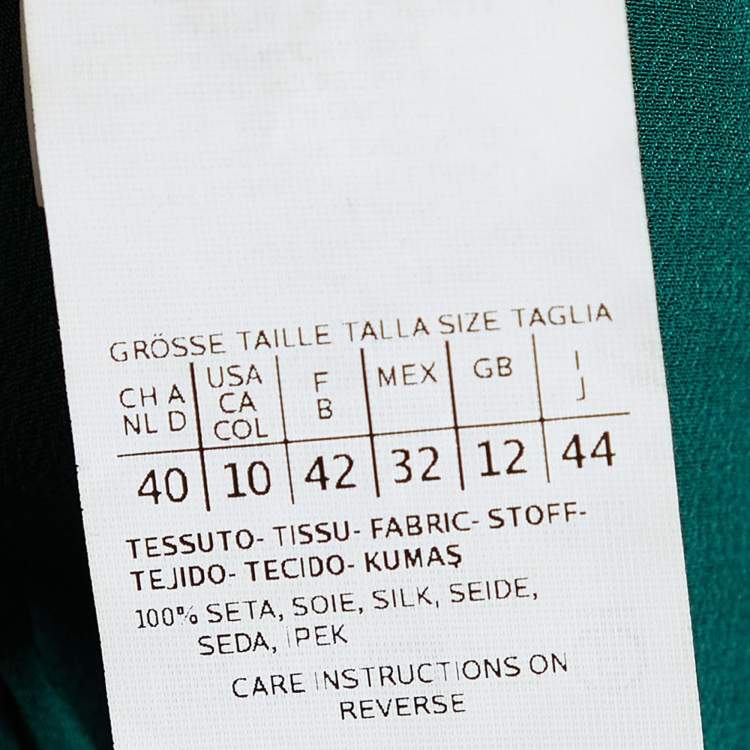 GRÖSSE TAILLE TALLA SIZE TAGLIA
CH A NL D | USA CA COL | F B | MEX | GB | I J
40 | 10 | 42 | 32 | 12 | 44
TESSUTO- TISSU- FABRIC- STOFF-
TEJIDO- TECIDO- KUMAŞ
100% SETA, SOIE, SILK, SEIDE,
SEDA, IPEK
CARE INSTRUCTIONS ON
REVERSE